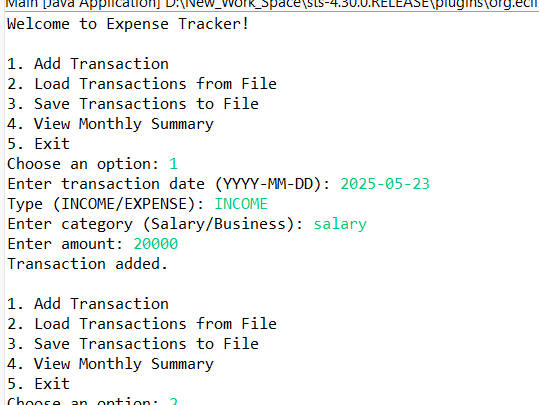 Main [Java Application] D:\New_Work_Space\sts-4.30.0.RELEASE\plugins\org.ecli
Welcome to Expense Tracker!
1. Add Transaction
2. Load Transactions from File
3. Save Transactions to File
4. View Monthly Summary
5. Exit
Choose an option: 1
Enter transaction date (YYYY-MM-DD): 2025-05-23
Type (INCOME/EXPENSE): INCOME
Enter category (Salary/Business): salary
Enter amount: 20000
Transaction added.
1. Add Transaction
2. Load Transactions from File
3. Save Transactions to File
4. View Monthly Summary
5. Exit
Choose an option: 2